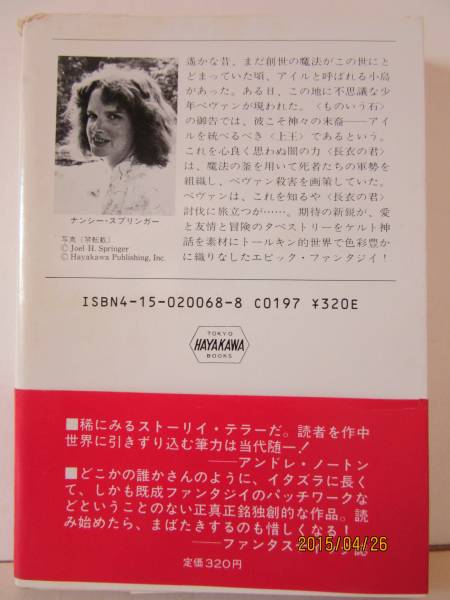 遙かな昔、まだ創世の魔法がこの世にと
どまっていた頃、アイルと呼ばれる小島
があった。ある日、この地に不思議な少
年ベヴァンが現われた。〈ものいう石〉
の御告では、彼こそ神々の末裔──アイ
ルを統べるべき〈上王〉であるという。
これを心良く思わぬ闇の力〈長衣の君〉
は、魔法の釜を用いて死者たちの軍勢を
組織し、ベヴァン殺害を画策していた。
ベヴァンは、これを知るや〈長衣の君〉
討伐に旅立つが……。期待の新鋭が、愛
と友情と冒険のタペストリーをケルト神
話を素材にトールキン的世界で色彩豊か
に織りなしたエピック・ファンタジイ！
ナンシー・スプリンガー
写真〈禁転載〉
© Joel H. Springer
© Hayakawa Publishing, Inc.
ISBN4-15-020068-8 C0197 ¥320E
TOKYO
HAYAKAWA
BOOKS
■稀にみるストーリイ・テラーだ。読者を作中
世界に引きずり込む筆力は当代随一！
──アンドレ・ノートン
■どこかの誰かさんのように、イタズラに長く
て、しかも既成ファンタジイのパッチワークな
どということのない正真正銘独創的な作品。読
み始めたら、まばたきするのも惜しくなる！
──ファンタスティック誌
2015/04/26
定価320円